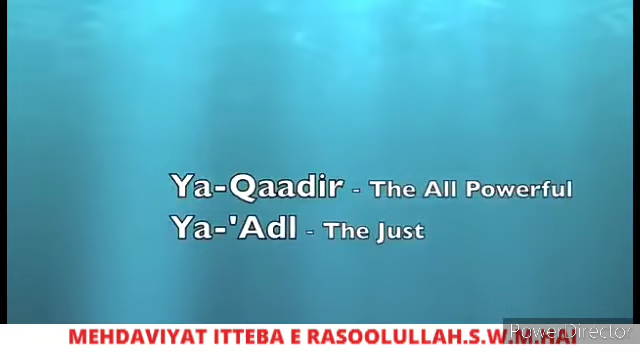 Ya-Qaadir - The All Powerful
Ya-'Adl - The Just
PowerDirector
MEHDAVIYAT ITTEBA E RASOOLULLAH.S.W.M.HAI